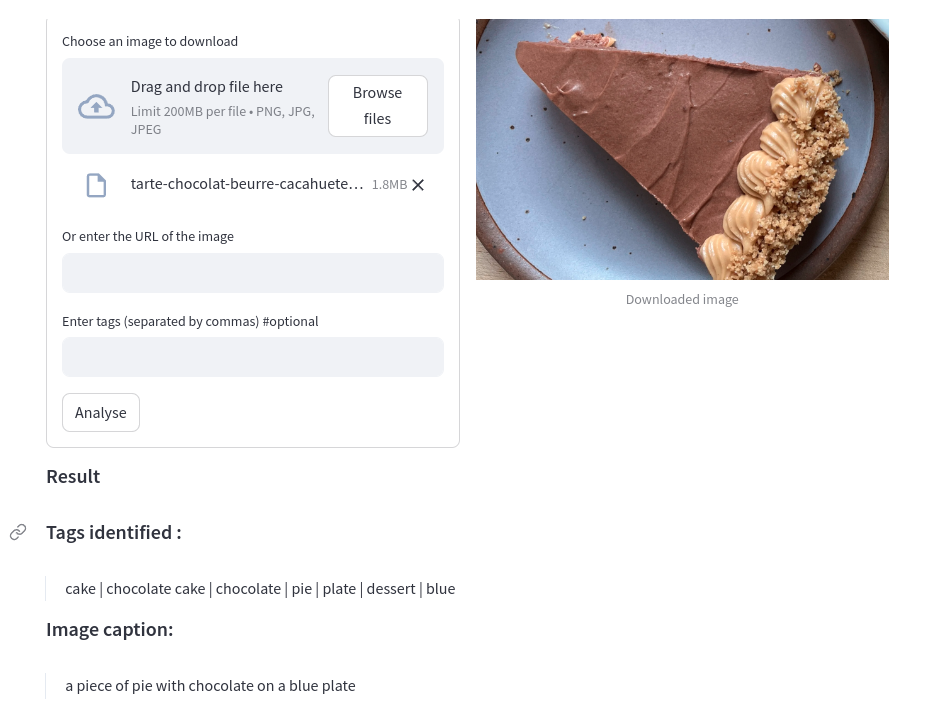 Choose an image to download
Drag and drop file here
Limit 200MB per file • PNG, JPG,
JPEG
Browse
files
tarte-chocolat-beurre-cacahuete…
1.8MB
Or enter the URL of the image
Enter tags (separated by commas) #optional
Analyse
Downloaded image
Result
Tags identified :
cake | chocolate cake | chocolate | pie | plate | dessert | blue
Image caption:
a piece of pie with chocolate on a blue plate